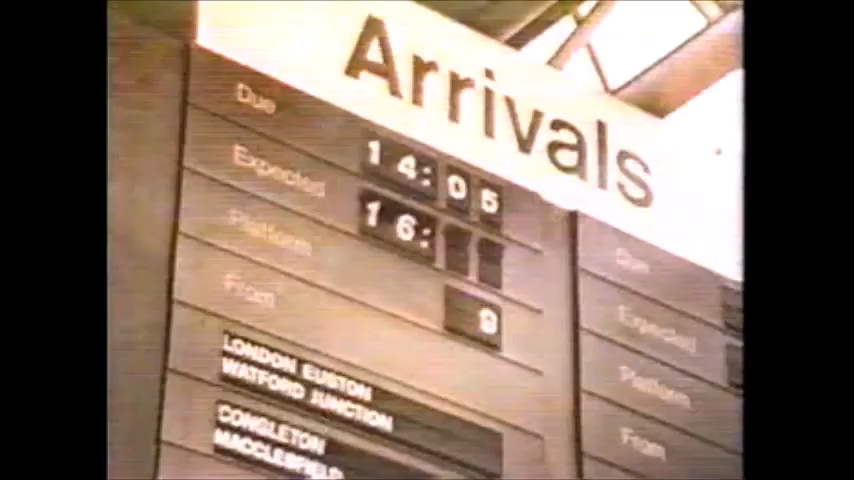 Arrivals
Due 14:05
Expected 16:
Platform 9
From
LONDON EUSTON
WATFORD JUNCTION
CONGLETON
MACCLESFIELD
Due
Expected
Platform
From